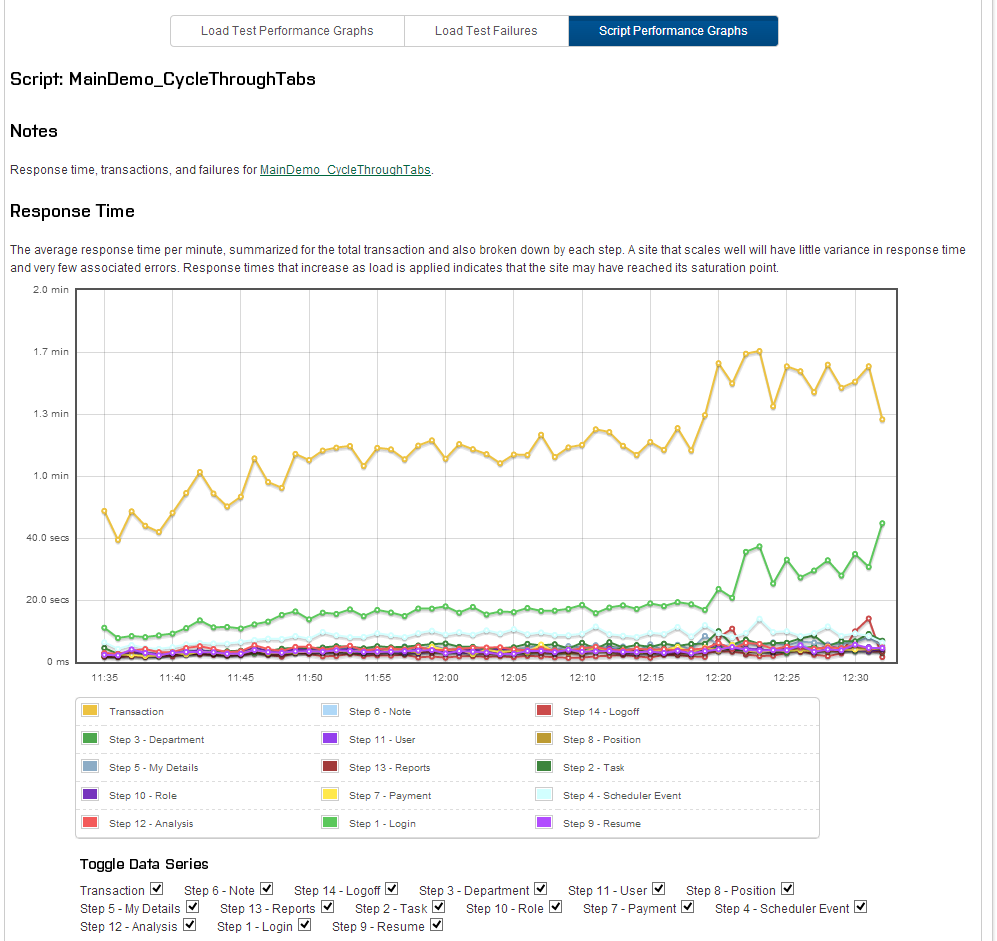 Load Test Performance Graphs Load Test Failures Script Performance Graphs
Script: MainDemo_CycleThroughTabs
Notes
Response time, transactions, and failures for MainDemo_CycleThroughTabs.
Response Time
The average response time per minute, summarized for the total transaction and also broken down by each step. A site that scales well will have little variance in response time
and very few associated errors. Response times that increase as load is applied indicates that the site may have reached its saturation point.
2.0 min
1.7 min
1.3 min
1.0 min
40.0 secs
20.0 secs
0 ms
11:35 11:40 11:45 11:50 11:55 12:00 12:05 12:10 12:15 12:20 12:25 12:30
Transaction Step 6 - Note Step 14 - Logoff
Step 3 - Department Step 11 - User Step 8 - Position
Step 5 - My Details Step 13 - Reports Step 2 - Task
Step 10 - Role Step 7 - Payment Step 4 - Scheduler Event
Step 12 - Analysis Step 1 - Login Step 9 - Resume
Toggle Data Series
Transaction Step 6 - Note Step 14 - Logoff Step 3 - Department Step 11 - User Step 8 - Position
Step 5 - My Details Step 13 - Reports Step 2 - Task Step 10 - Role Step 7 - Payment Step 4 - Scheduler Event
Step 12 - Analysis Step 1 - Login Step 9 - Resume